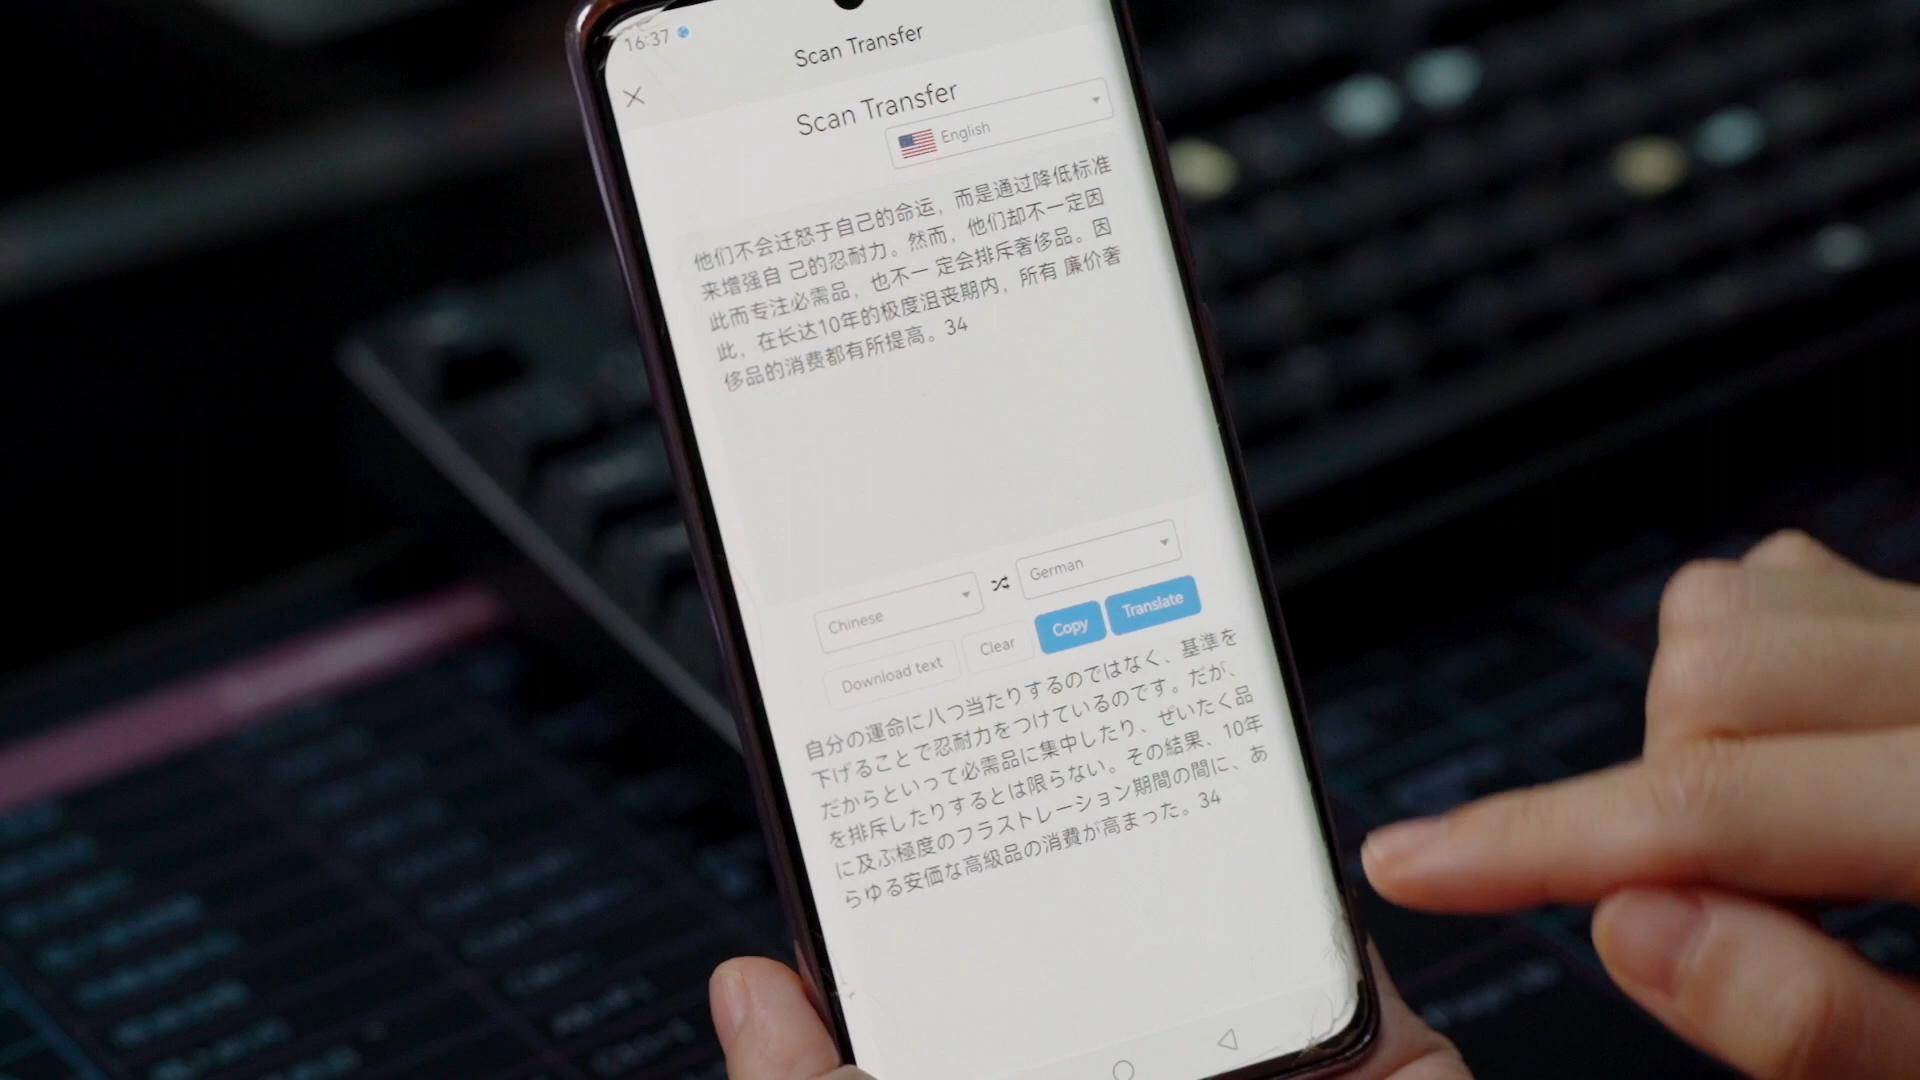 16:37
Scan Transfer
Scan Transfer
English
他们不会迁怒于自己的命运，而是通过降低标准
来增强自 己的忍耐力。然而，他们却不一定因
此而专注必需品，也不一 定会排斥奢侈品。因
此，在长达10年的极度沮丧期内，所有 廉价奢
侈品的消费都有所提高。34
Chinese
German
Download text
Clear
Copy
Translate
自分の運命に八つ当たりするのではなく、基準を
下げることで忍耐力をつけているのです。だが、
だからといって必需品に集中したり、ぜいたく品
を排斥したりするとは限らない。その結果、10年
に及ぶ極度のフラストレーション期間の間に、あ
らゆる安価な高級品の消費が高まった。34